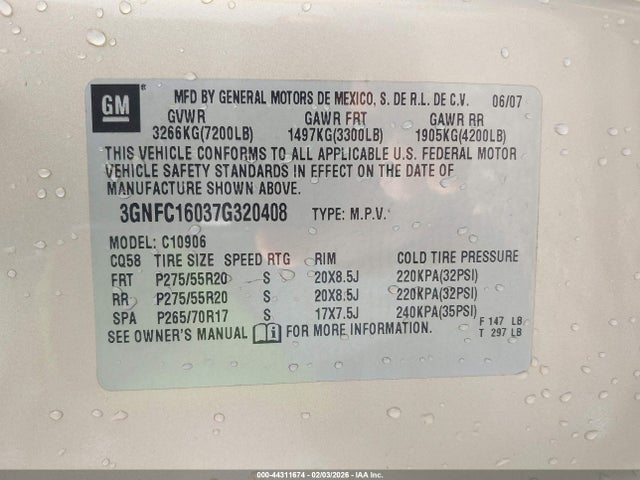 GM ®
MFD BY GENERAL MOTORS DE MEXICO, S. DE R.L. DE C.V. 06/07
GVWR GAWR FRT GAWR RR
3266KG(7200LB) 1497KG(3300LB) 1905KG(4200LB)
THIS VEHICLE CONFORMS TO ALL APPLICABLE U.S. FEDERAL MOTOR
VEHICLE SAFETY STANDARDS IN EFFECT ON THE DATE OF
MANUFACTURE SHOWN ABOVE.
3GNFC16037G320408 TYPE: M.P.V.
MODEL: C10906
CQ58 TIRE SIZE SPEED RTG RIM COLD TIRE PRESSURE
FRT P275/55R20 S 20X8.5J 220KPA(32PSI)
RR P275/55R20 S 20X8.5J 220KPA(32PSI)
SPA P265/70R17 S 17X7.5J 240KPA(35PSI)
SEE OWNER'S MANUAL i FOR MORE INFORMATION.
F 147 LB
T 297 LB
000-44311674 - 02/03/2026 - IAA Inc.